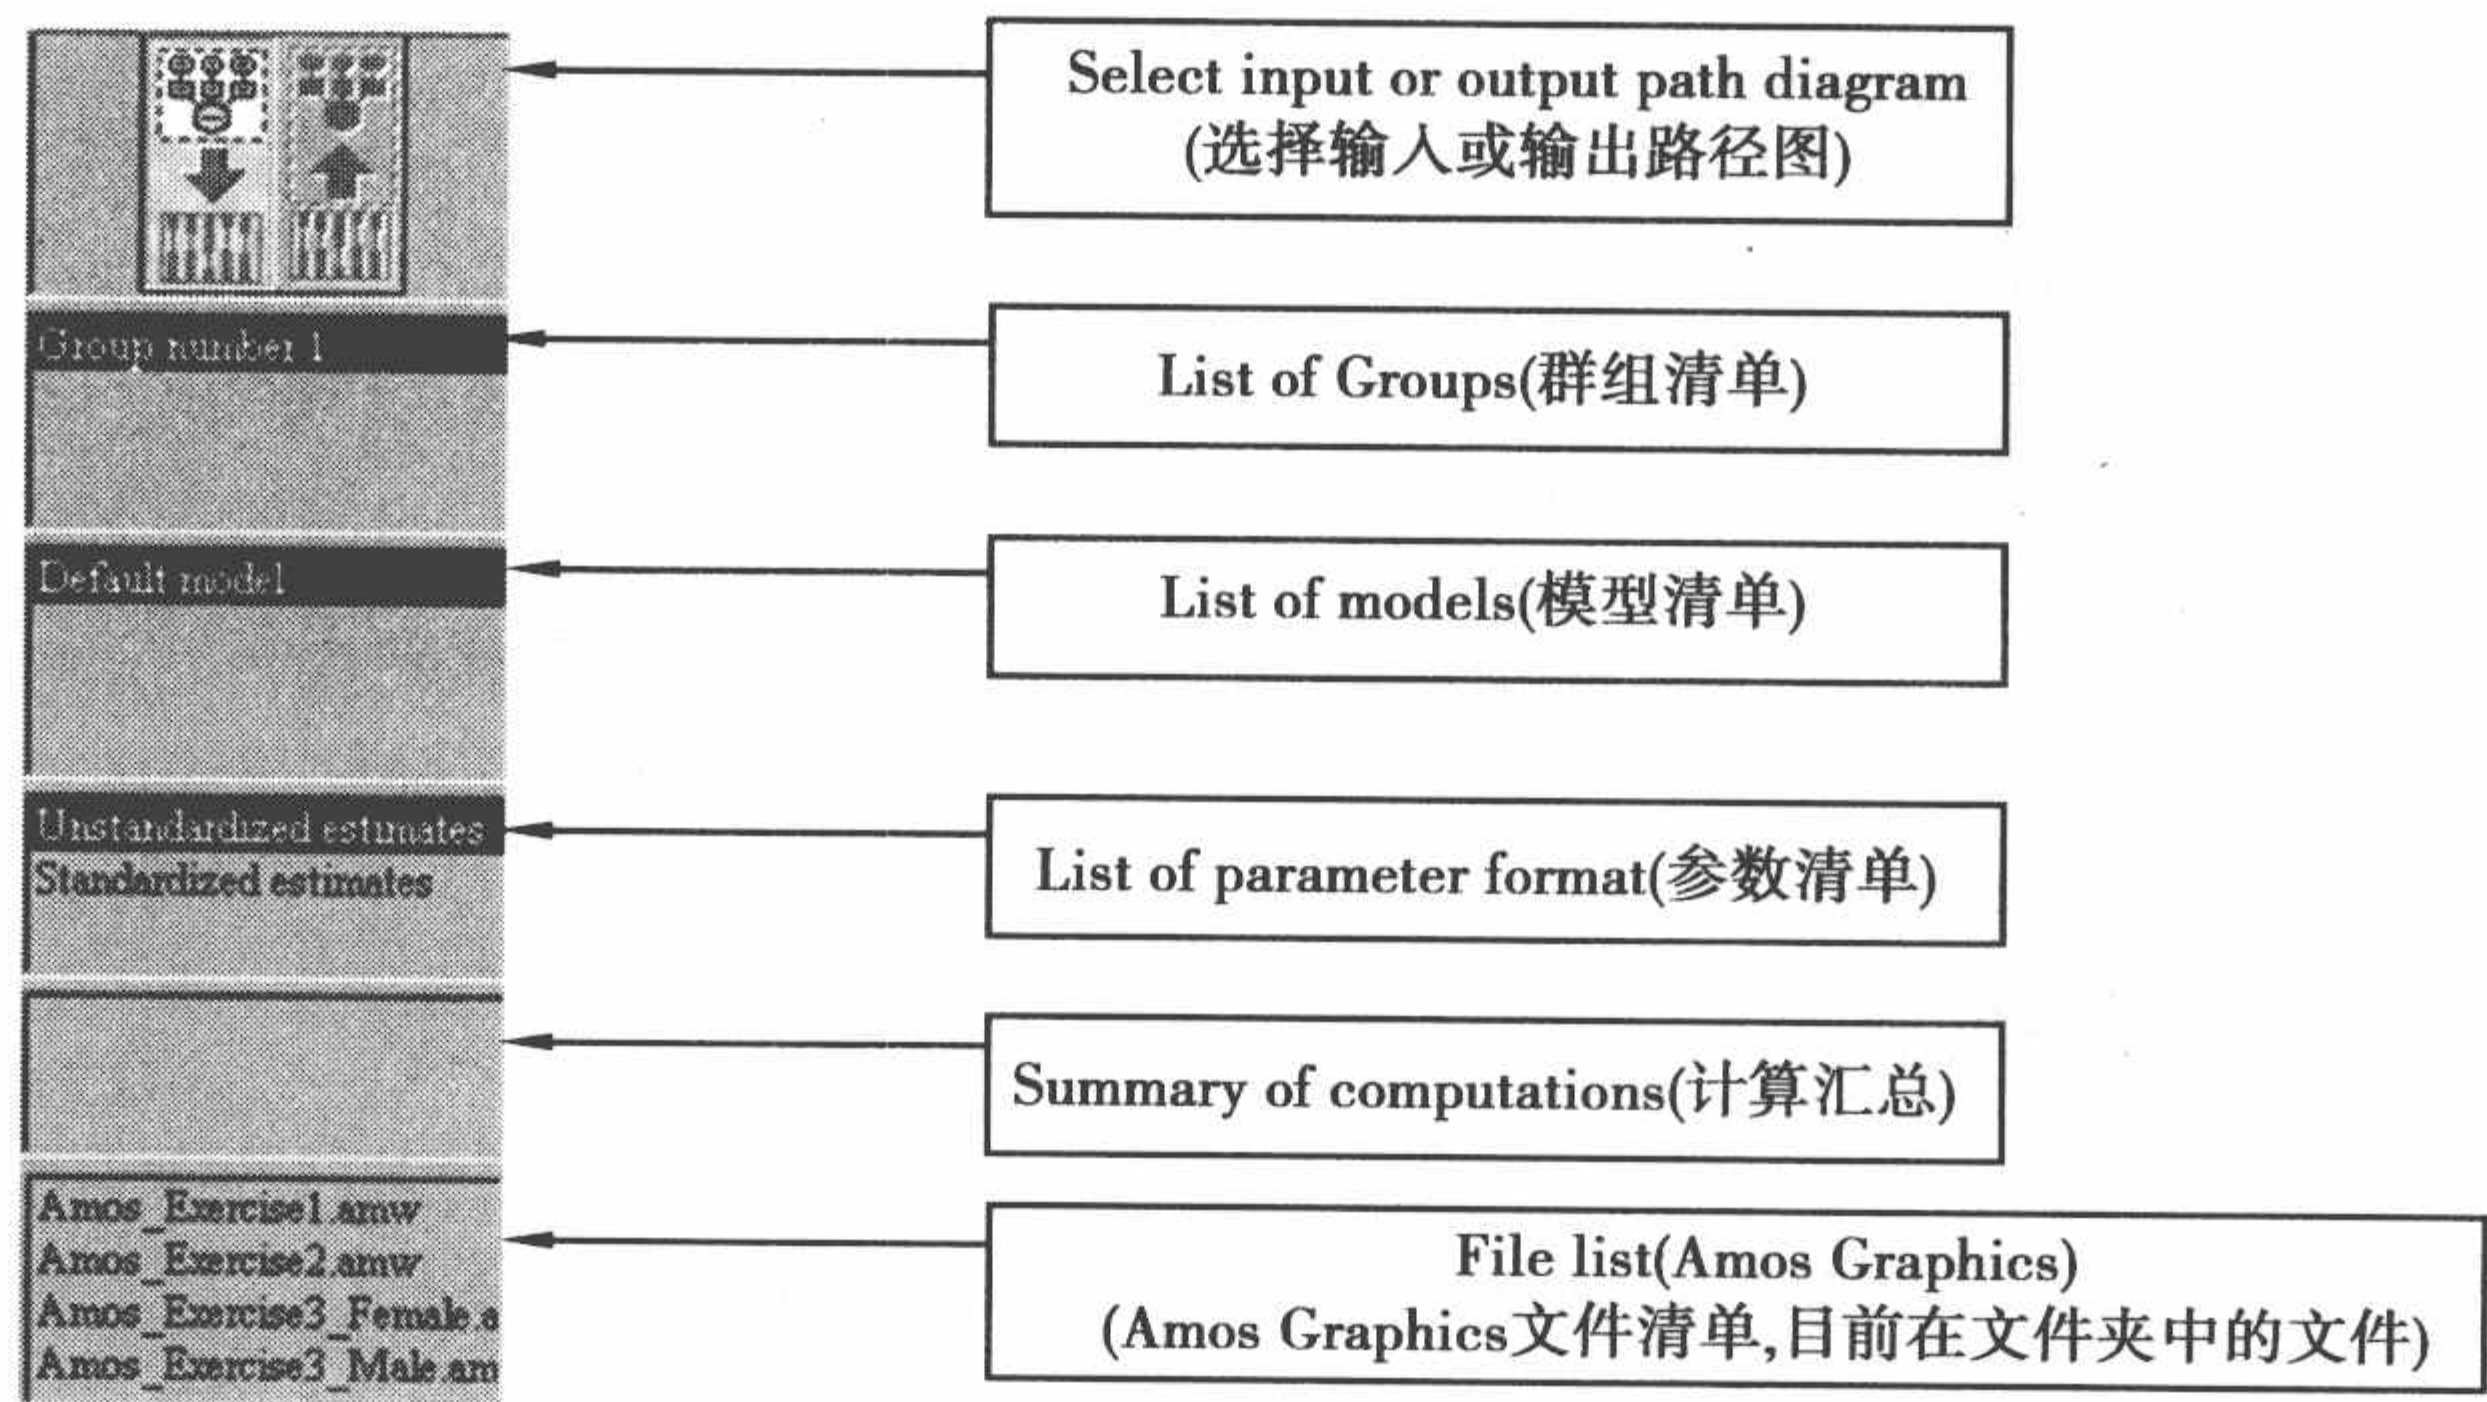 Select input or output path diagram
(选择输入或输出路径图)
Group number 1
List of Groups(群组清单)
Default model
List of models(模型清单)
Unstandardized estimates
Standardized estimates
List of parameter format(参数清单)
Summary of computations(计算汇总)
Amos_Exercise1.amw
Amos_Exercise2.amw
Amos_Exercise3_Female.a
Amos_Exercise3_Male.am
File list(Amos Graphics)
(Amos Graphics文件清单,目前在文件夹中的文件)